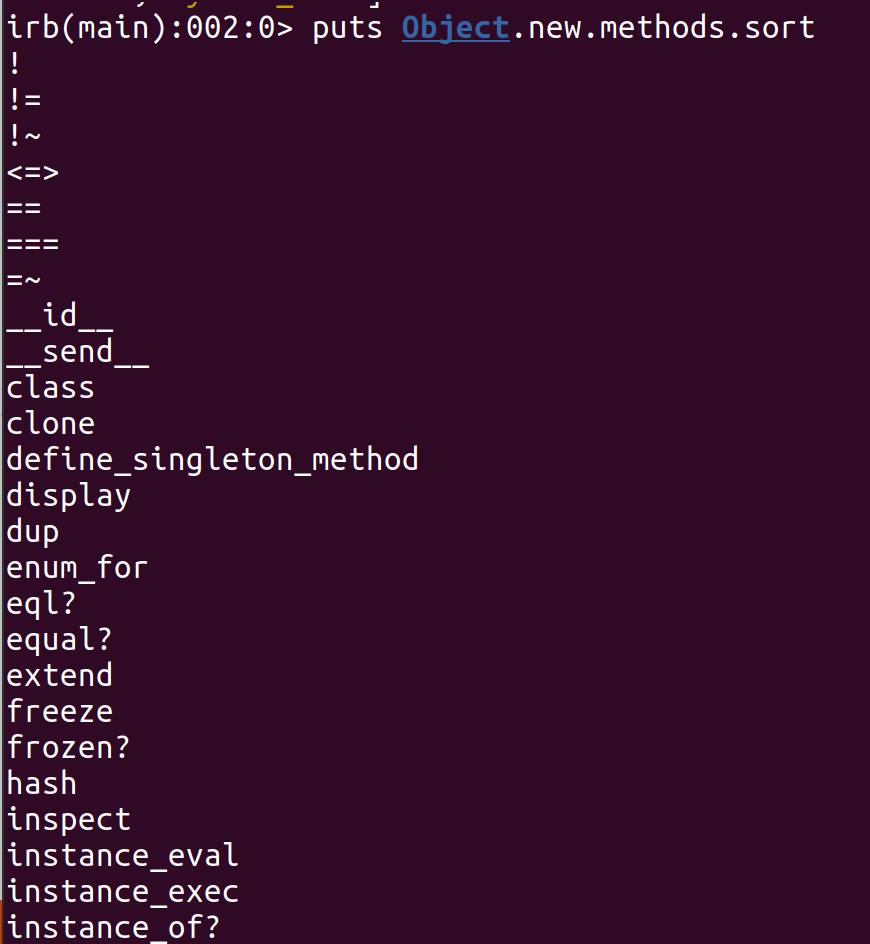 irb(main):002:0> puts Object.new.methods.sort
!
!=
!~
<=>
==
===
=~
__id__
__send__
class
clone
define_singleton_method
display
dup
enum_for
eql?
equal?
extend
freeze
frozen?
hash
inspect
instance_eval
instance_exec
instance_of?